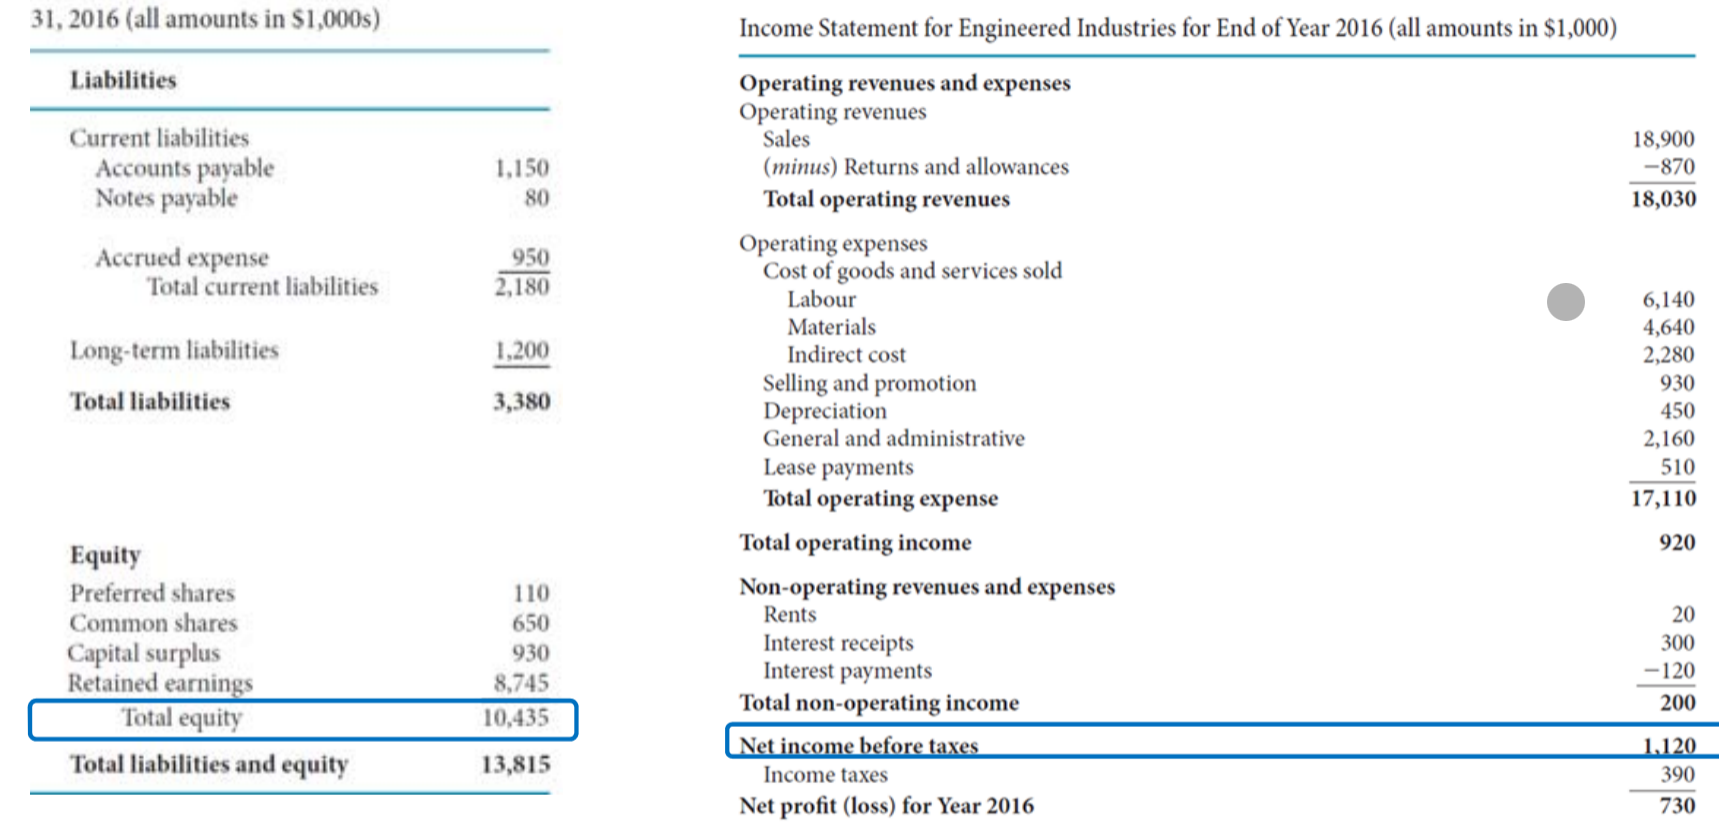 31, 2016 (all amounts in $1,000s)
Liabilities
Current liabilities
Accounts payable 1,150
Notes payable 80
Accrued expense 950
Total current liabilities 2,180
Long-term liabilities 1,200
Total liabilities 3,380
Equity
Preferred shares 110
Common shares 650
Capital surplus 930
Retained earnings 8,745
Total equity 10,435
Total liabilities and equity 13,815
Income Statement for Engineered Industries for End of Year 2016 (all amounts in $1,000)
Operating revenues and expenses
Operating revenues
Sales 18,900
(minus) Returns and allowances −870
Total operating revenues 18,030
Operating expenses
Cost of goods and services sold
Labour 6,140
Materials 4,640
Indirect cost 2,280
Selling and promotion 930
Depreciation 450
General and administrative 2,160
Lease payments 510
Total operating expense 17,110
Total operating income 920
Non-operating revenues and expenses
Rents 20
Interest receipts 300
Interest payments −120
Total non-operating income 200
Net income before taxes 1,120
Income taxes 390
Net profit (loss) for Year 2016 730